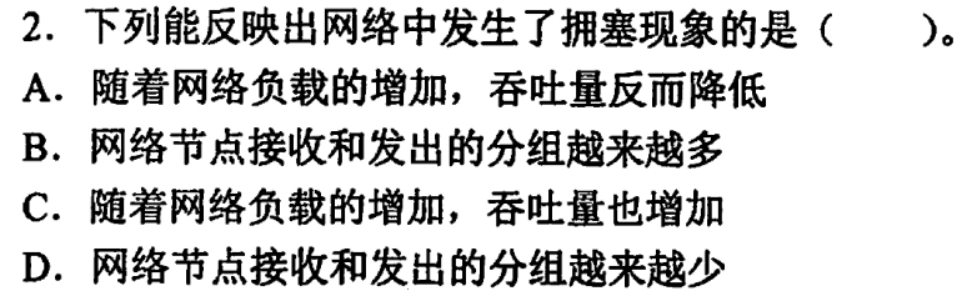 2. 下列能反映出网络中发生了拥塞现象的是（　　）。
A. 随着网络负载的增加，吞吐量反而降低
B. 网络节点接收和发出的分组越来越多
C. 随着网络负载的增加，吞吐量也增加
D. 网络节点接收和发出的分组越来越少